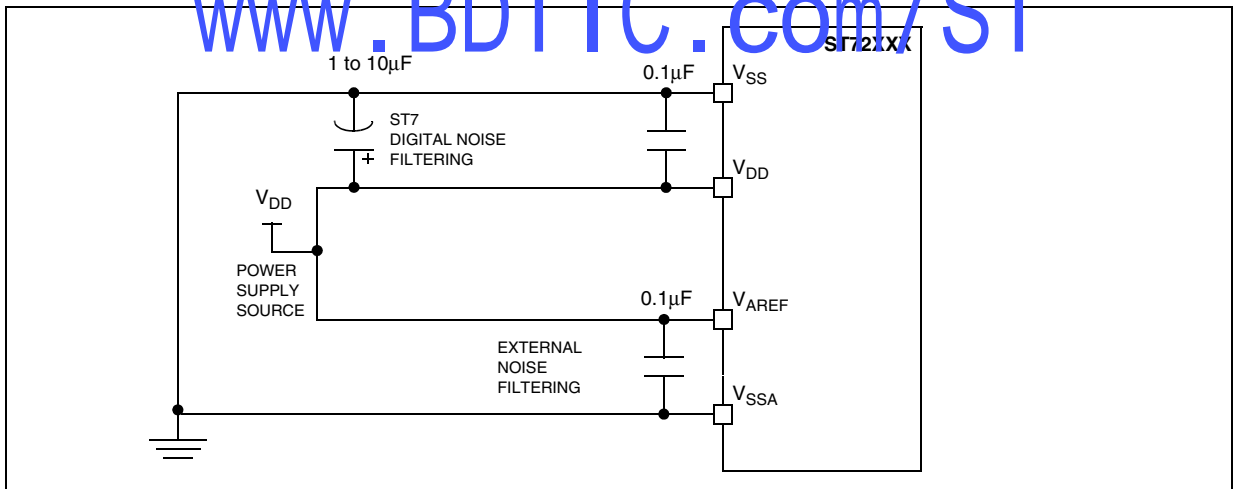 www.BDTIC.com/ST
ST72XXX
1 to 10μF
0.1μF
VSS
ST7
DIGITAL NOISE
FILTERING
+
VDD
VDD
POWER
SUPPLY
SOURCE
0.1μF
VAREF
EXTERNAL
NOISE
FILTERING
VSSA